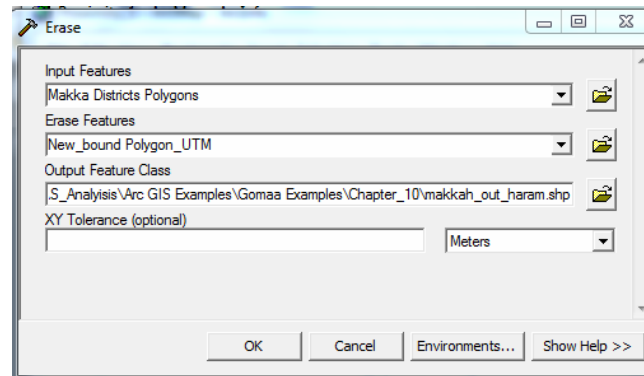 Erase
Input Features
Makka Districts Polygons
Erase Features
New_bound Polygon_UTM
Output Feature Class
.S_Analyisis\Arc GIS Examples\Gomaa Examples\Chapter_10\makkah_out_haram.shp
XY Tolerance (optional)
Meters
OK Cancel Environments... Show Help >>